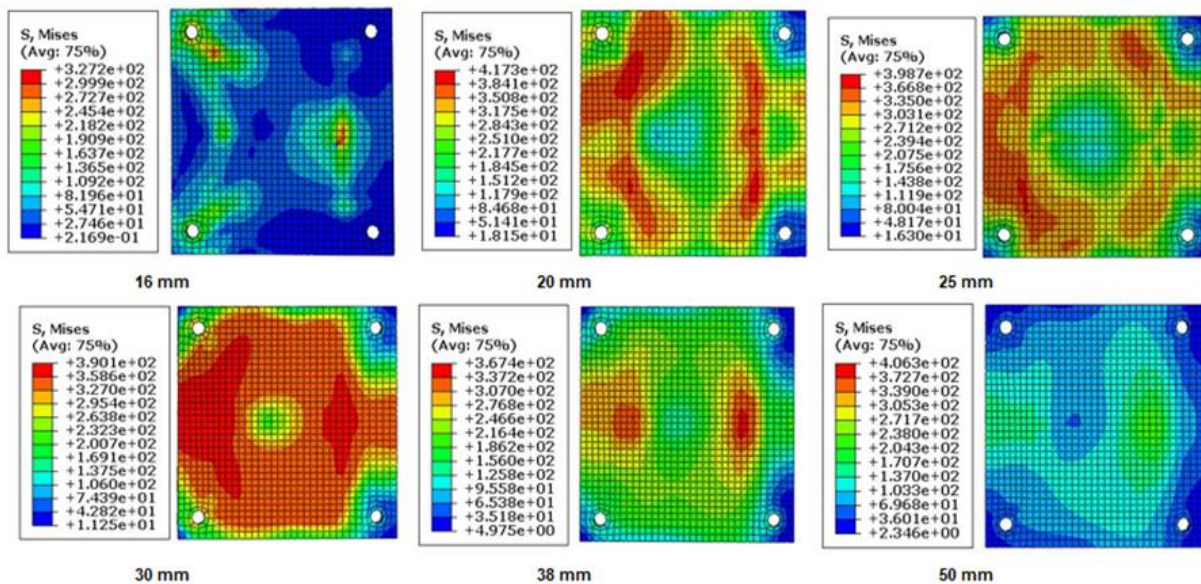 S, Mises
(Avg: 75%)
+3.272e+02
+2.999e+02
+2.727e+02
+2.454e+02
+2.182e+02
+1.909e+02
+1.637e+02
+1.365e+02
+1.092e+02
+8.196e+01
+5.471e+01
+2.746e+01
+2.169e-01
16 mm
S, Mises
(Avg: 75%)
+4.173e+02
+3.841e+02
+3.508e+02
+3.175e+02
+2.843e+02
+2.510e+02
+2.177e+02
+1.845e+02
+1.512e+02
+1.179e+02
+8.468e+01
+5.141e+01
+1.815e+01
20 mm
S, Mises
(Avg: 75%)
+3.987e+02
+3.668e+02
+3.350e+02
+3.031e+02
+2.712e+02
+2.394e+02
+2.075e+02
+1.756e+02
+1.438e+02
+1.119e+02
+8.004e+01
+4.817e+01
+1.630e+01
25 mm
S, Mises
(Avg: 75%)
+3.901e+02
+3.586e+02
+3.270e+02
+2.954e+02
+2.638e+02
+2.323e+02
+2.007e+02
+1.691e+02
+1.375e+02
+1.060e+02
+7.439e+01
+4.282e+01
+1.125e+01
30 mm
S, Mises
(Avg: 75%)
+3.674e+02
+3.372e+02
+3.070e+02
+2.768e+02
+2.466e+02
+2.164e+02
+1.862e+02
+1.560e+02
+1.258e+02
+9.558e+01
+6.538e+01
+3.518e+01
+4.975e+00
38 mm
S, Mises
(Avg: 75%)
+4.063e+02
+3.727e+02
+3.390e+02
+3.053e+02
+2.717e+02
+2.380e+02
+2.043e+02
+1.707e+02
+1.370e+02
+1.033e+02
+6.968e+01
+3.601e+01
+2.346e+00
50 mm